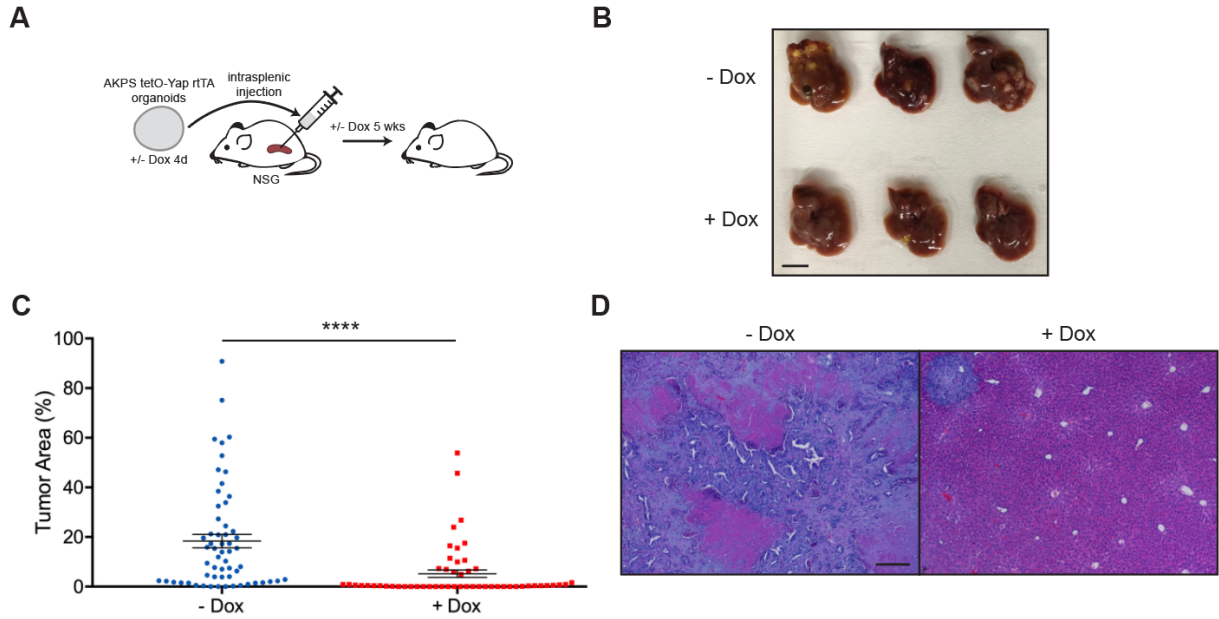 A
AKPS tetO-Yap rtTA
organoids
intrasplenic
injection
+/- Dox 4d
NSG
+/- Dox 5 wks
B
- Dox
+ Dox
C
****
Tumor Area (%)
100
80
60
40
20
0
- Dox
+ Dox
D
- Dox
+ Dox